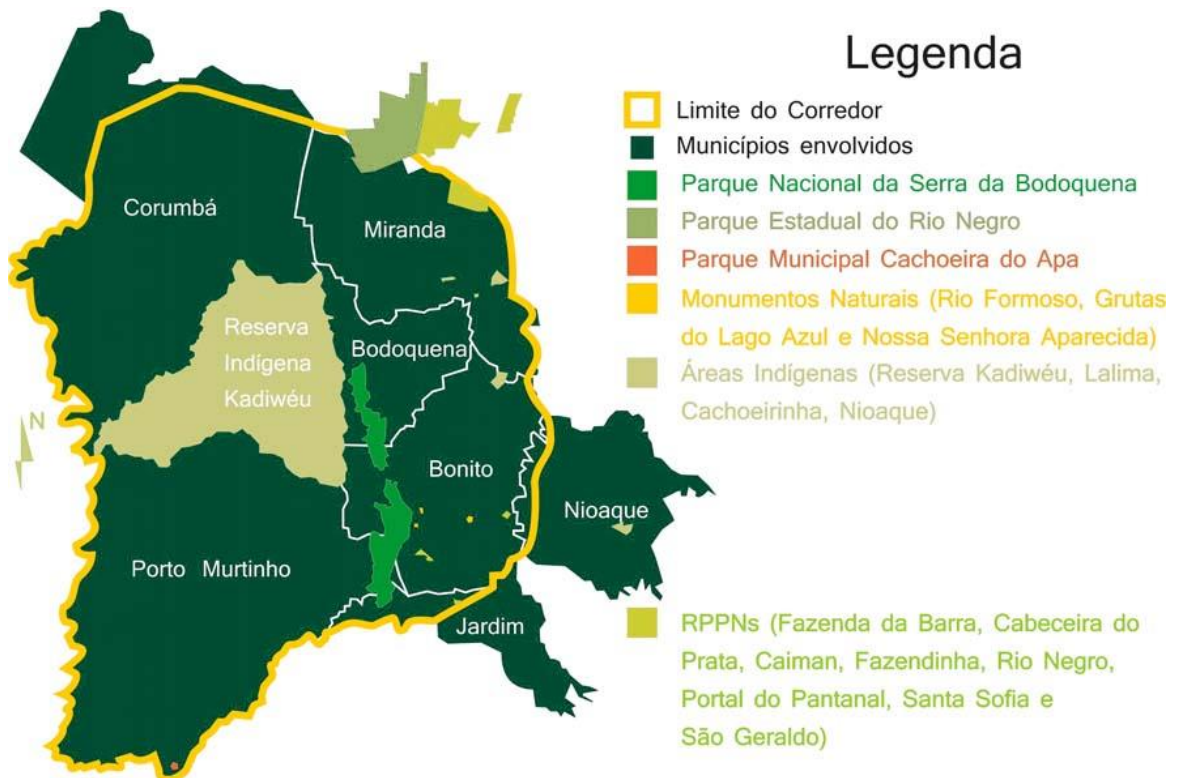 Legenda
Limite do Corredor
Municípios envolvidos
Parque Nacional da Serra da Bodoquena
Parque Estadual do Rio Negro
Parque Municipal Cachoeira do Apa
Monumentos Naturais (Rio Formoso, Grutas
do Lago Azul e Nossa Senhora Aparecida)
Áreas Indígenas (Reserva Kadiwéu, Lalima,
Cachoeirinha, Nioaque)
RPPNs (Fazenda da Barra, Cabeceira do
Prata, Caiman, Fazendinha, Rio Negro,
Portal do Pantanal, Santa Sofia e
São Geraldo)
Corumbá
Miranda
Reserva
Indígena
Kadiwéu
Bodoquena
N
Bonito
Nioaque
Porto Murtinho
Jardim